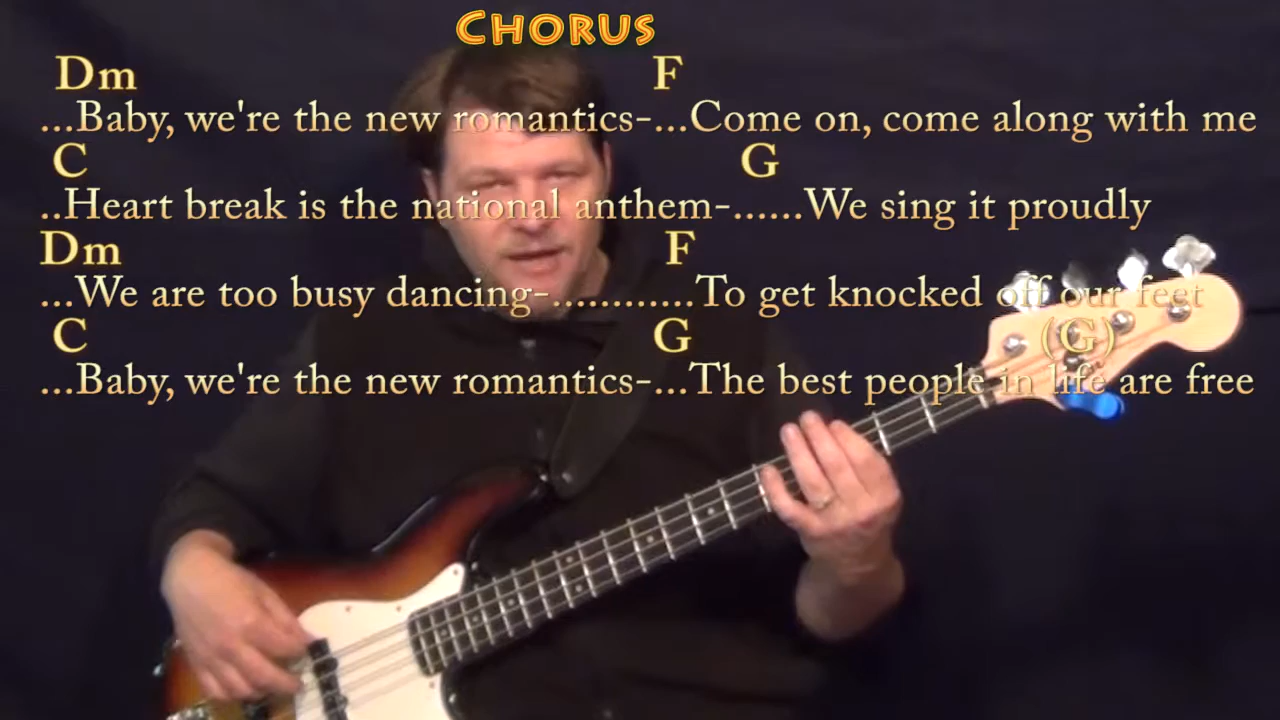 CHORUS
Dm F
...Baby, we're the new romantics-...Come on, come along with me
C G
..Heart break is the national anthem-......We sing it proudly
Dm F
...We are too busy dancing-............To get knocked off our feet
C G (G)
...Baby, we're the new romantics-...The best people in life are free